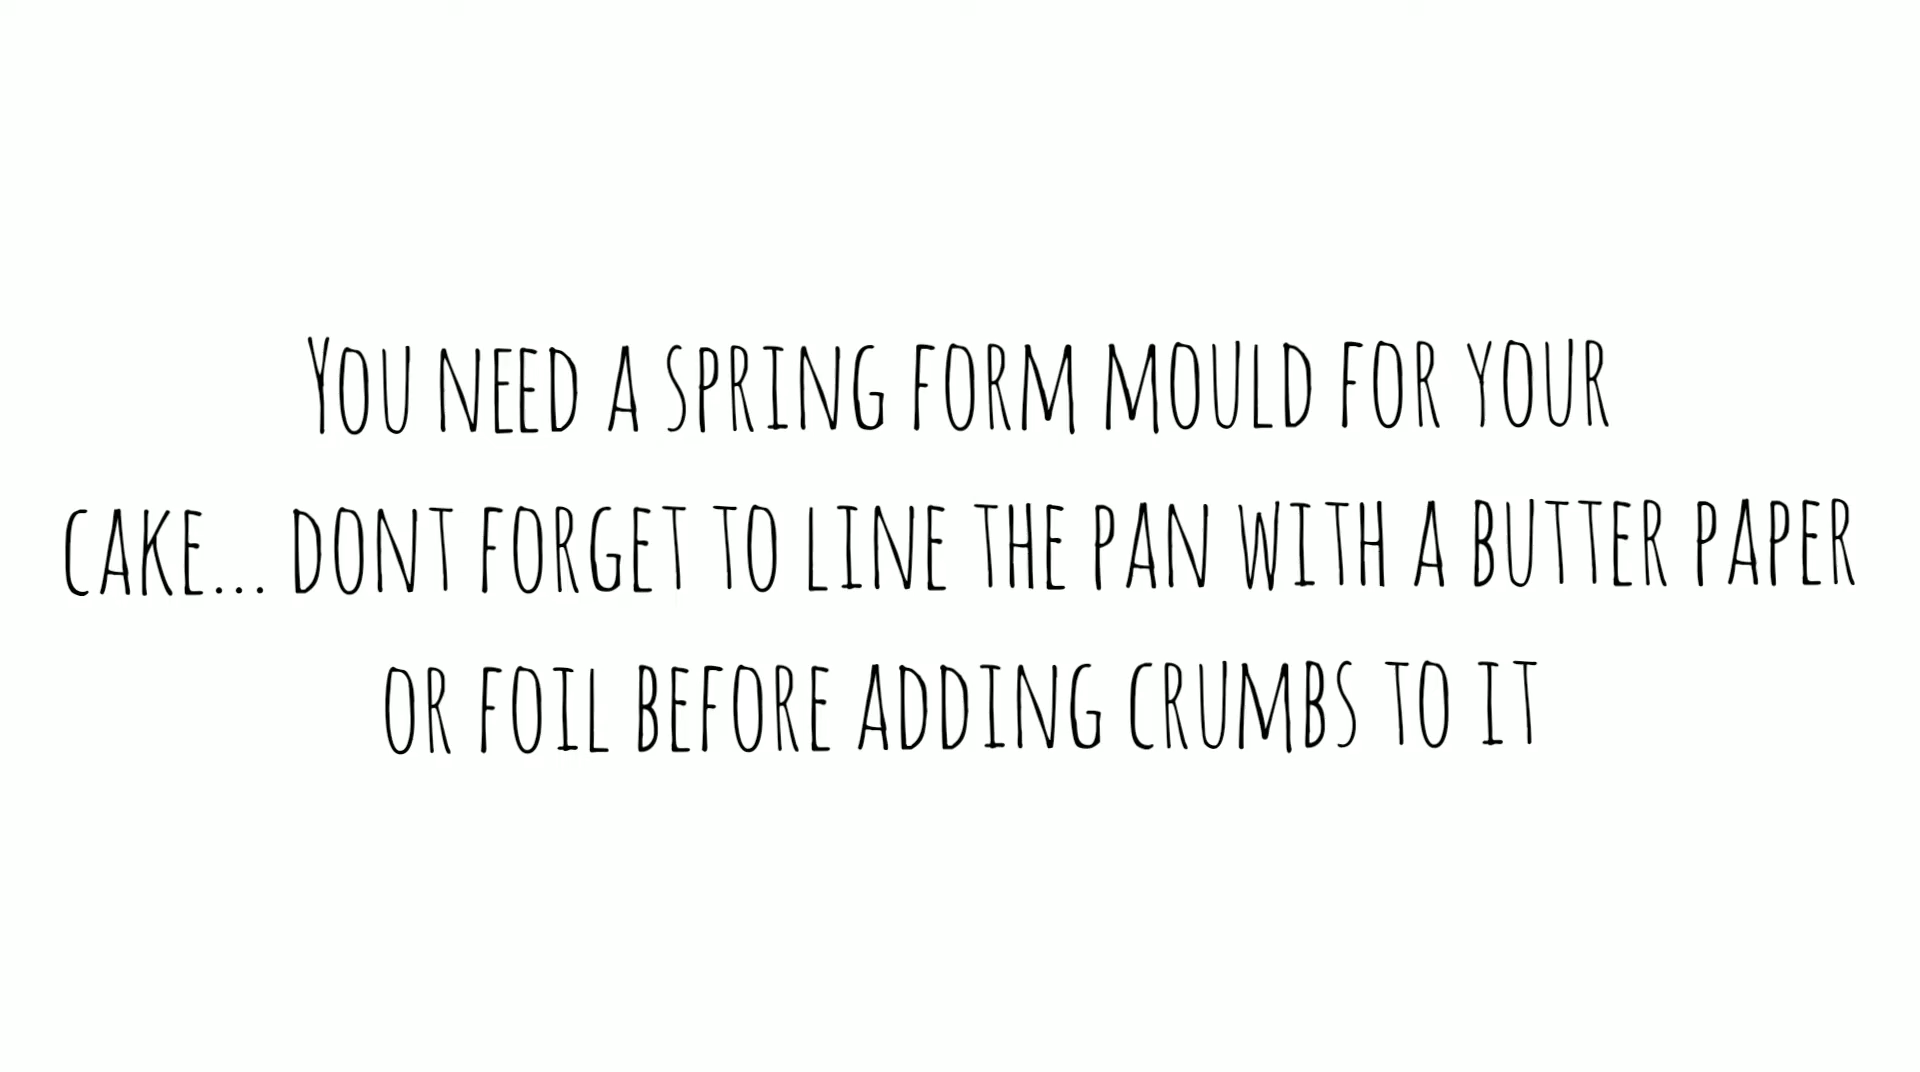 You need a spring form mould for your
cake... dont forget to line the pan with a butter paper
or foil before adding crumbs to it